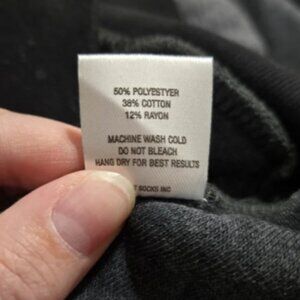 50% POLYESTYER
38% COTTON
12% RAYON
MACHINE WASH COLD
DO NOT BLEACH
HANG DRY FOR BEST RESULTS
SOCKS INC